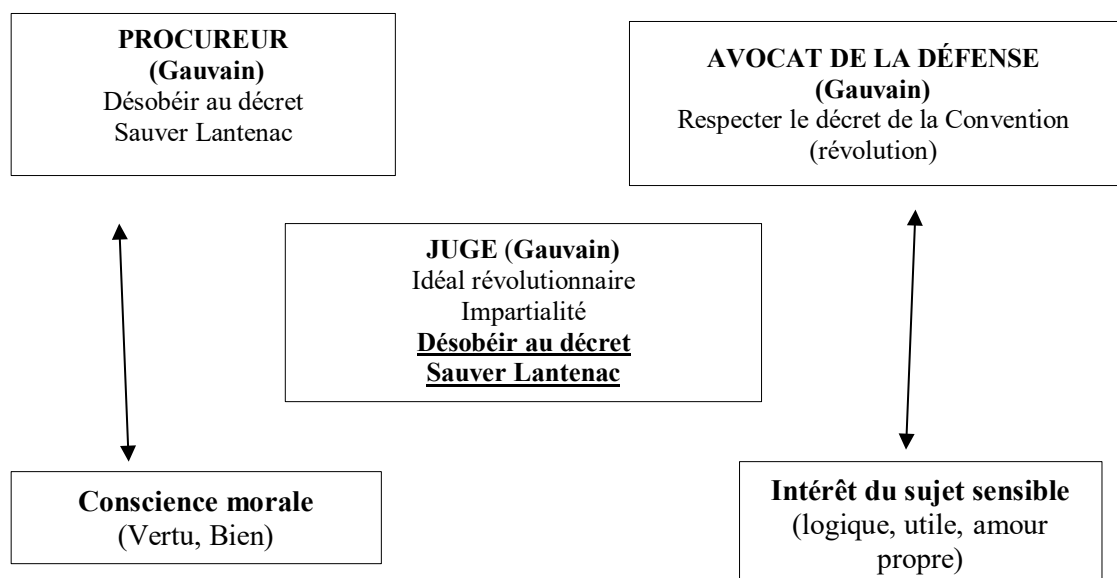 PROCUREUR
(Gauvain)
Désobéir au décret
Sauver Lantenac
AVOCAT DE LA DÉFENSE
(Gauvain)
Respecter le décret de la Convention
(révolution)
JUGE (Gauvain)
Idéal révolutionnaire
Impartialité
Désobéir au décret
Sauver Lantenac
Conscience morale
(Vertu, Bien)
Intérêt du sujet sensible
(logique, utile, amour
propre)